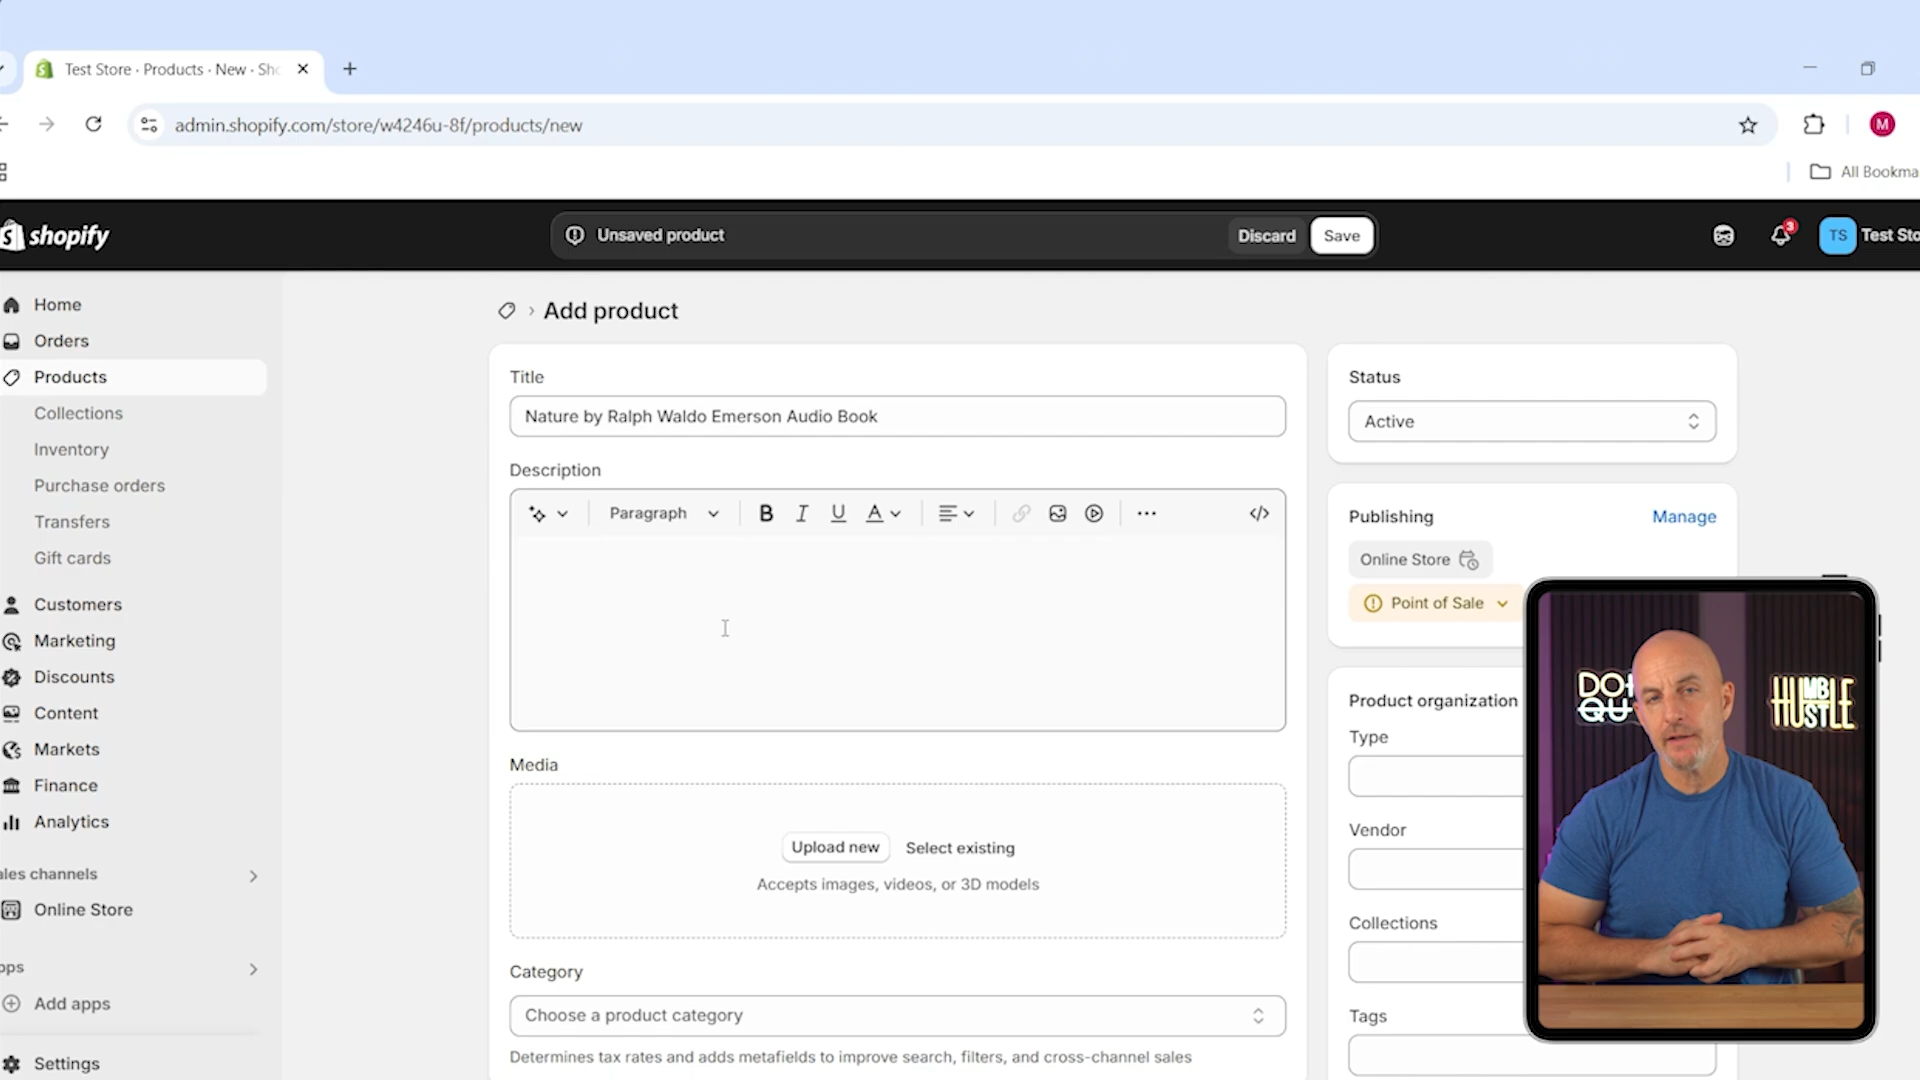 Test Store · Products · New · Sho
admin.shopify.com/store/w4246u-8f/products/new
M
All Bookma
shopify
Unsaved product
Discard
Save
3
TS
Test Sto
Home
Orders
Products
Collections
Inventory
Purchase orders
Transfers
Gift cards
Customers
Marketing
Discounts
Content
Markets
Finance
Analytics
ales channels
Online Store
pps
Add apps
Settings
Add product
Title
Nature by Ralph Waldo Emerson Audio Book
Description
Paragraph
B I U A
Media
Upload new
Select existing
Accepts images, videos, or 3D models
Category
Choose a product category
Determines tax rates and adds metafields to improve search, filters, and cross-channel sales
Status
Active
Publishing
Manage
Online Store
Point of Sale
Product organization
Type
Vendor
Collections
Tags
HUMBLE
HUSTLE